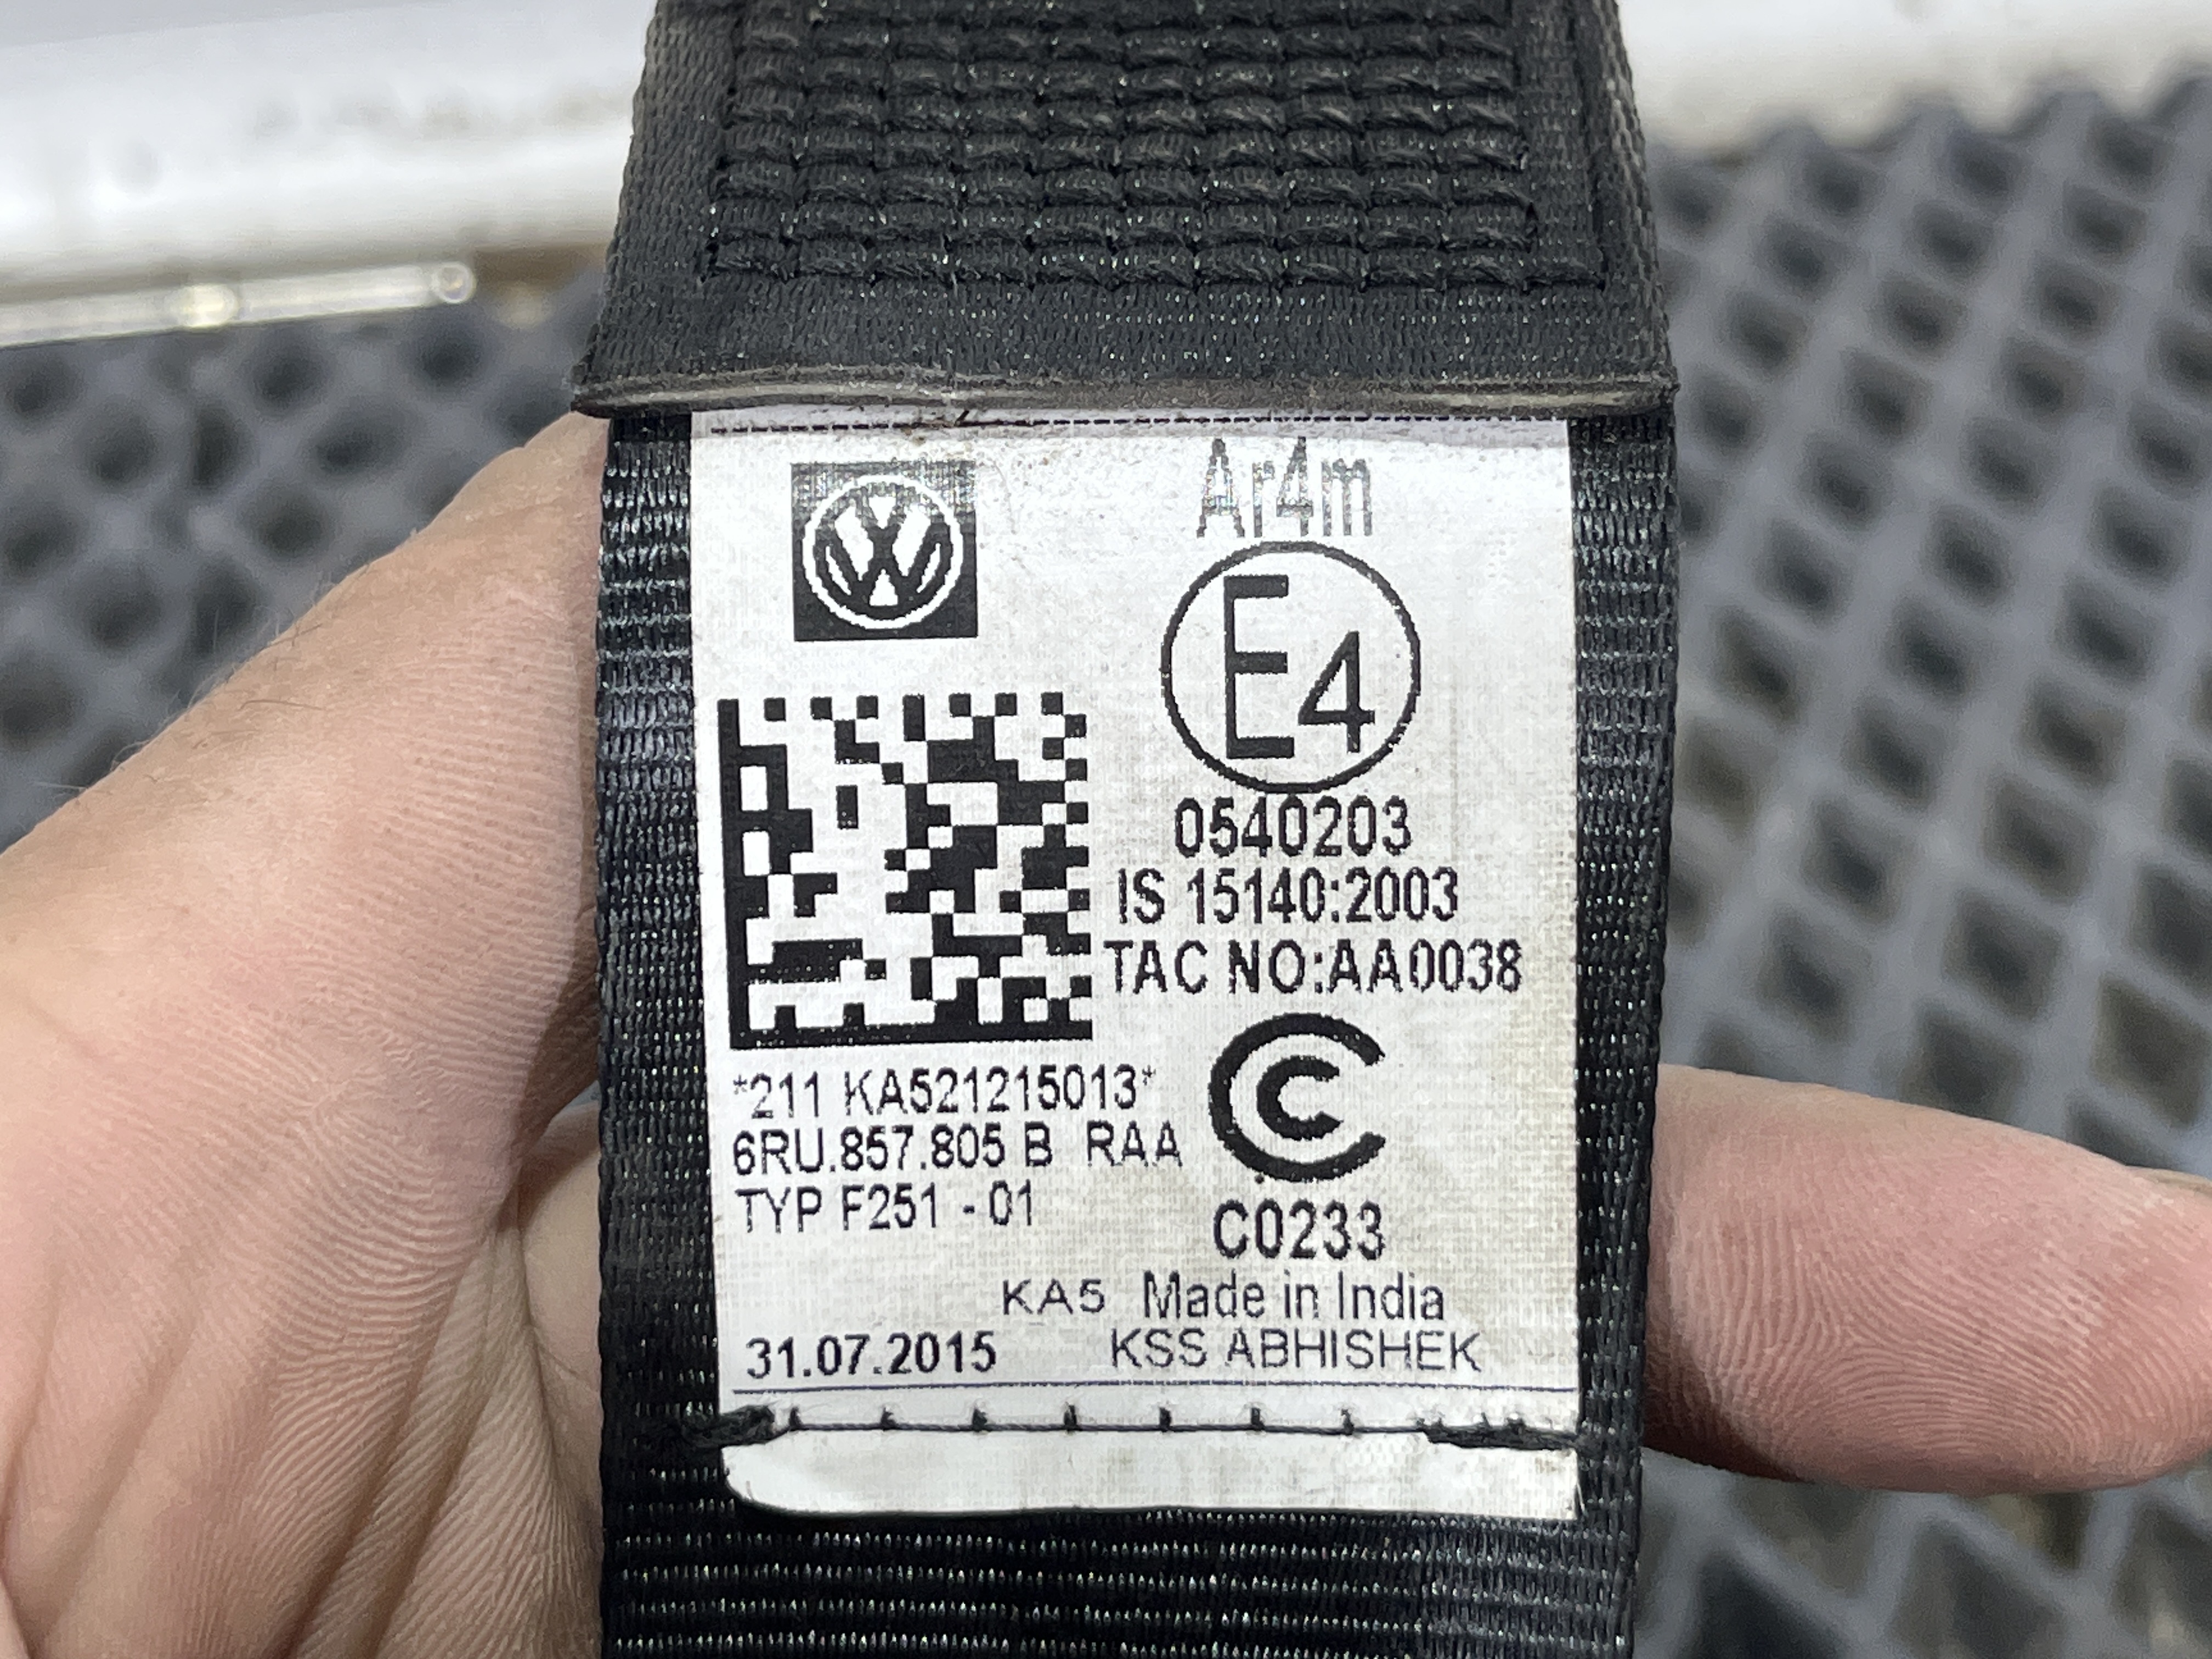 Ar4m
E4
0540203
IS 15140:2003
TAC NO:AA0038
*211 KA521215013*
6RU.857.805 B RAA
TYP F251 - 01
CCC
C0233
KA5 Made in India
31.07.2015 KSS ABHISHEK